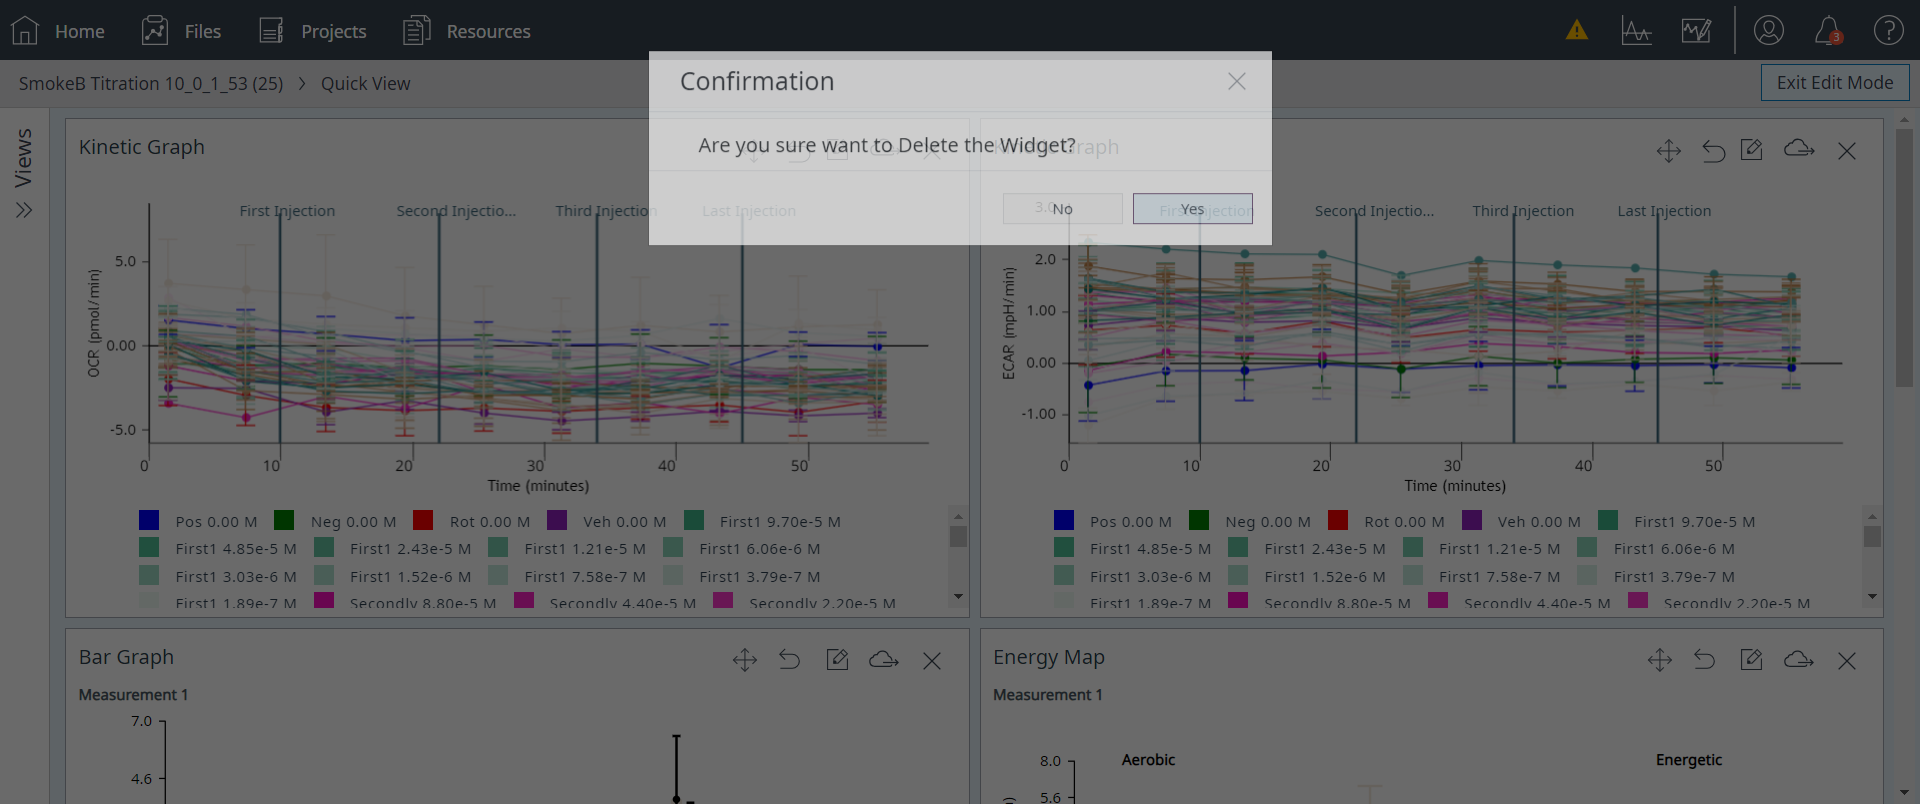 Home Files Projects Resources
3
SmokeB Titration 10_0_1_53 (25) > Quick View
Exit Edit Mode
Confirmation
Are you sure want to Delete the Widget?
No Yes
Views
Kinetic Graph
First Injection Second Injectio... Third Injection Last Injection
OCR (pmol/min)
5.0
0.00
-5.0
0 10 20 30 40 50
Time (minutes)
Pos 0.00 M Neg 0.00 M Rot 0.00 M Veh 0.00 M First1 9.70e-5 M
First1 4.85e-5 M First1 2.43e-5 M First1 1.21e-5 M First1 6.06e-6 M
First1 3.03e-6 M First1 1.52e-6 M First1 7.58e-7 M First1 3.79e-7 M
First1 1.89e-7 M Secondly 8.80e-5 M Secondly 4.40e-5 M Secondly 2.20e-5 M
Kinetic Graph
First Injection Second Injectio... Third Injection Last Injection
ECAR (mpH/min)
3.0
2.0
1.00
0.00
-1.00
0 10 20 30 40 50
Time (minutes)
Pos 0.00 M Neg 0.00 M Rot 0.00 M Veh 0.00 M First1 9.70e-5 M
First1 4.85e-5 M First1 2.43e-5 M First1 1.21e-5 M First1 6.06e-6 M
First1 3.03e-6 M First1 1.52e-6 M First1 7.58e-7 M First1 3.79e-7 M
First1 1.89e-7 M Secondly 8.80e-5 M Secondly 4.40e-5 M Secondly 2.20e-5 M
Bar Graph
Measurement 1
7.0
4.6
Energy Map
Measurement 1
8.0
5.6
Aerobic Energetic